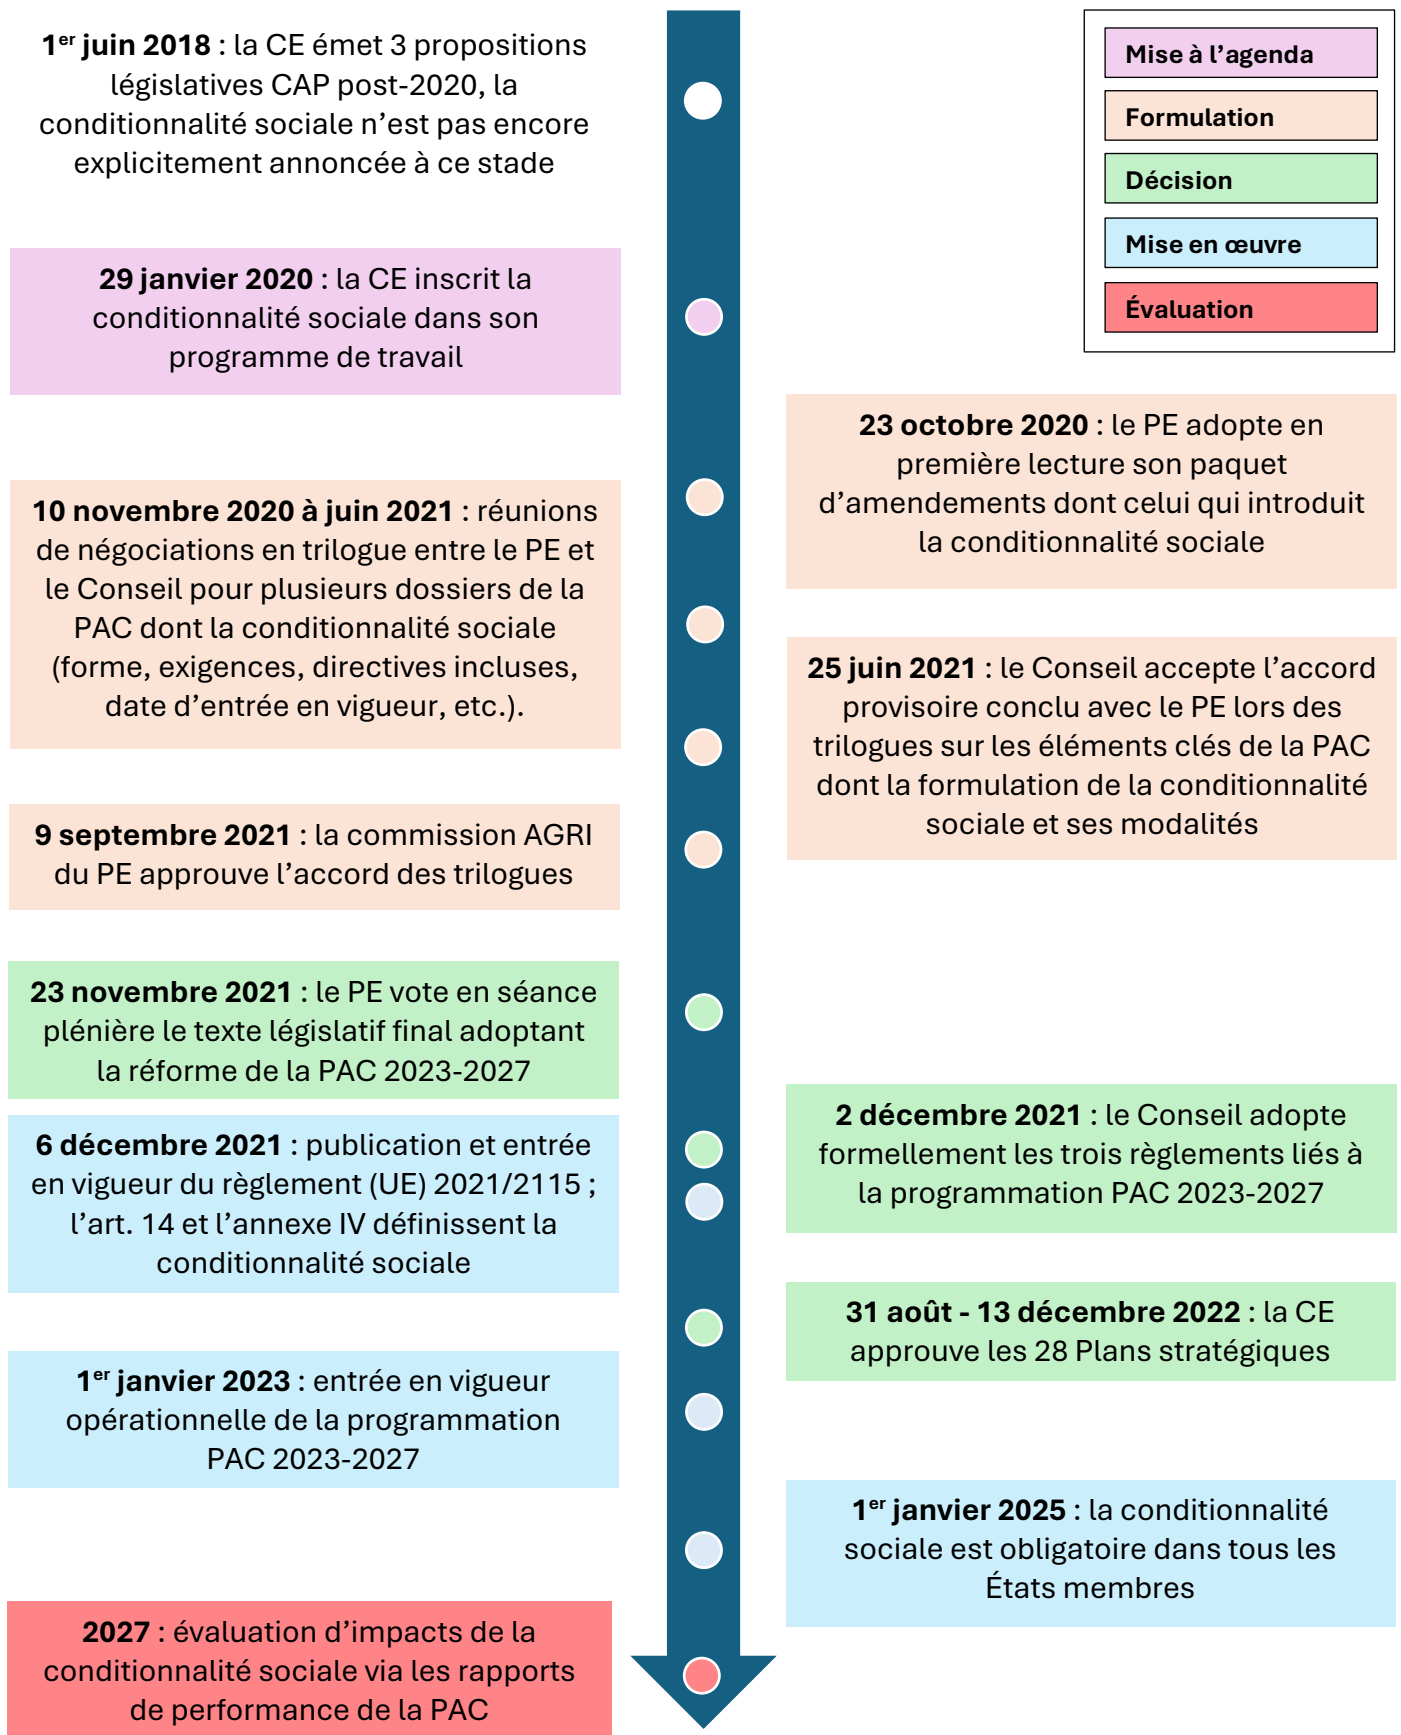 1er juin 2018 : la CE émet 3 propositions
législatives CAP post-2020, la
conditionnalité sociale n’est pas encore
explicitement annoncée à ce stade
Mise à l’agenda
Formulation
Décision
Mise en œuvre
Évaluation
29 janvier 2020 : la CE inscrit la
conditionnalité sociale dans son
programme de travail
23 octobre 2020 : le PE adopte en
première lecture son paquet
d’amendements dont celui qui introduit
la conditionnalité sociale
10 novembre 2020 à juin 2021 : réunions
de négociations en trilogue entre le PE et
le Conseil pour plusieurs dossiers de la
PAC dont la conditionnalité sociale
(forme, exigences, directives incluses,
date d’entrée en vigueur, etc.).
25 juin 2021 : le Conseil accepte l’accord
provisoire conclu avec le PE lors des
trilogues sur les éléments clés de la PAC
dont la formulation de la conditionnalité
sociale et ses modalités
9 septembre 2021 : la commission AGRI
du PE approuve l’accord des trilogues
23 novembre 2021 : le PE vote en séance
plénière le texte législatif final adoptant
la réforme de la PAC 2023-2027
2 décembre 2021 : le Conseil adopte
formellement les trois règlements liés à
la programmation PAC 2023-2027
6 décembre 2021 : publication et entrée
en vigueur du règlement (UE) 2021/2115 ;
l’art. 14 et l’annexe IV définissent la
conditionnalité sociale
31 août - 13 décembre 2022 : la CE
approuve les 28 Plans stratégiques
1er janvier 2023 : entrée en vigueur
opérationnelle de la programmation
PAC 2023-2027
1er janvier 2025 : la conditionnalité
sociale est obligatoire dans tous les
États membres
2027 : évaluation d’impacts de la
conditionnalité sociale via les rapports
de performance de la PAC